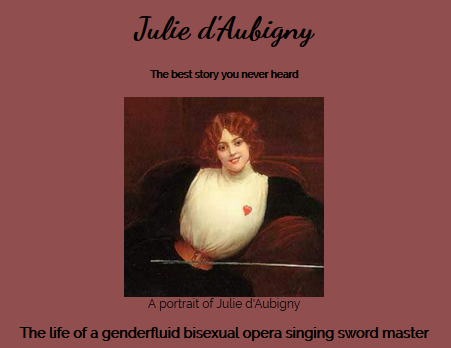 Julie d'Aubigny
The best story you never heard
A portrait of Julie d'Aubigny
The life of a genderfluid bisexual opera singing sword master